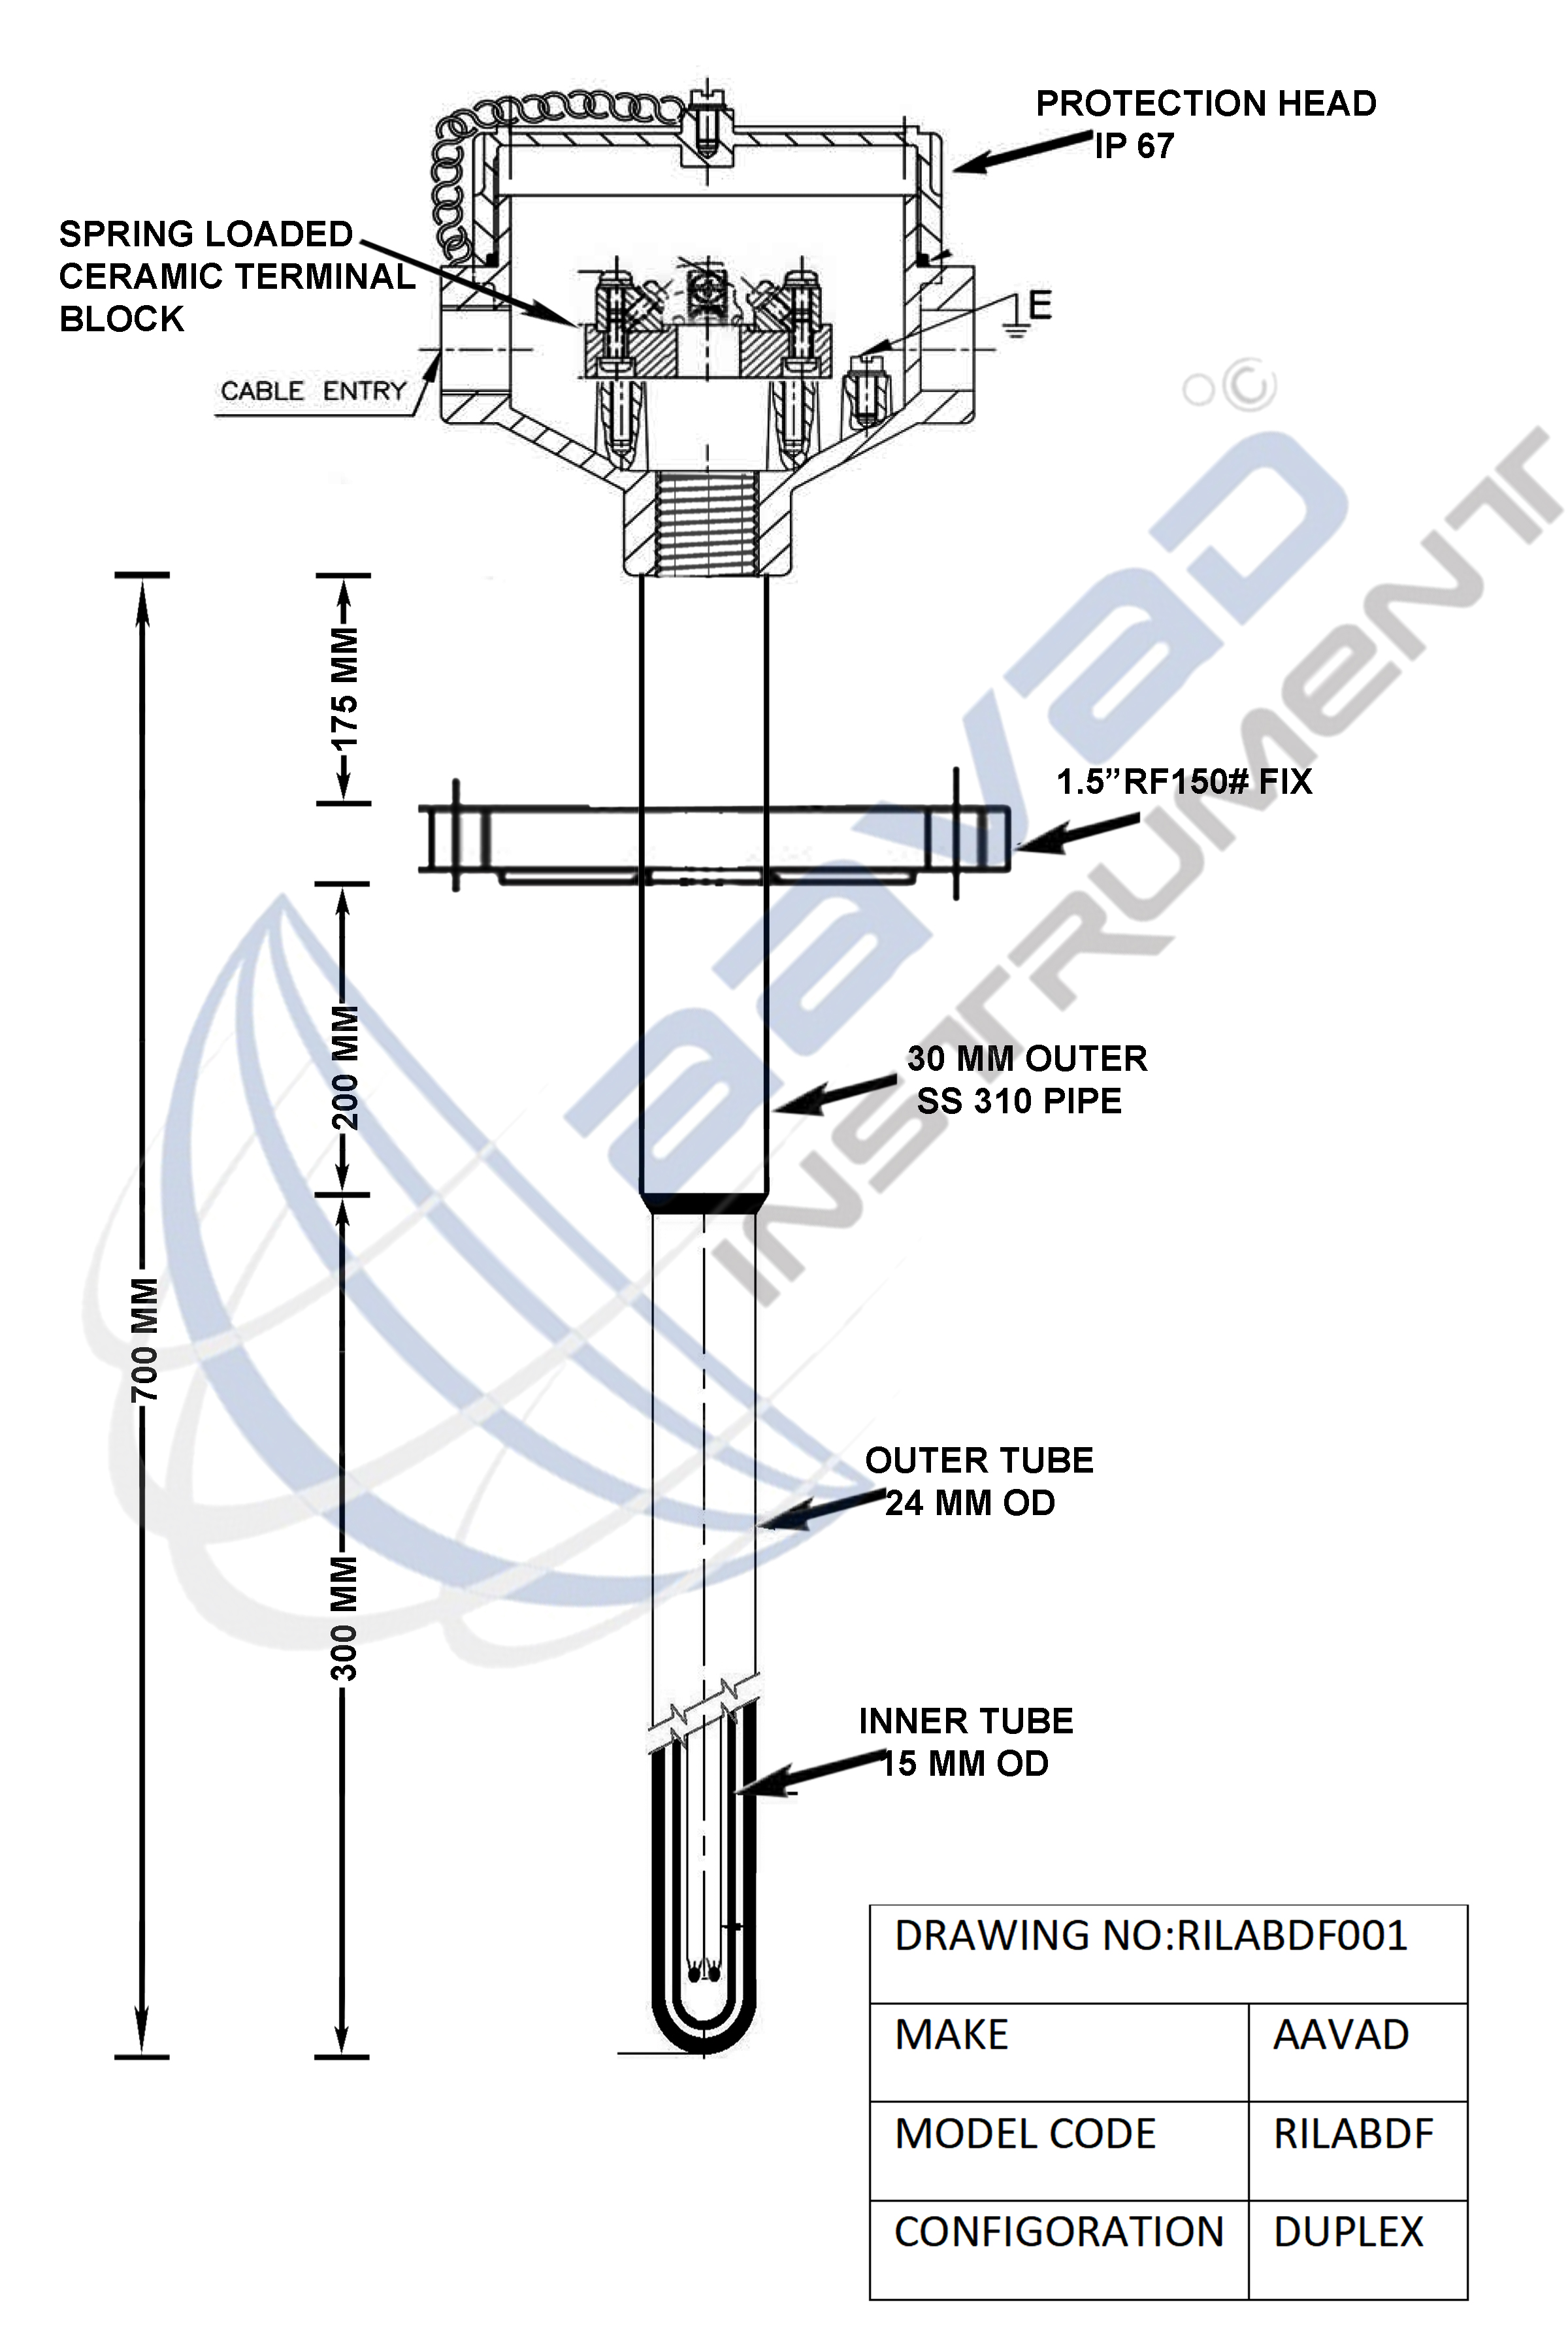 PROTECTION HEAD
IP 67
SPRING LOADED
CERAMIC TERMINAL
BLOCK
E
CABLE ENTRY
©
aavaD
INSTRUMENT
175 MM
1.5”RF150# FIX
200 MM
30 MM OUTER
SS 310 PIPE
700 MM
OUTER TUBE
24 MM OD
300 MM
INNER TUBE
15 MM OD
DRAWING NO:RILABDF001
MAKE AAVAD
MODEL CODE RILABDF
CONFIGORATION DUPLEX